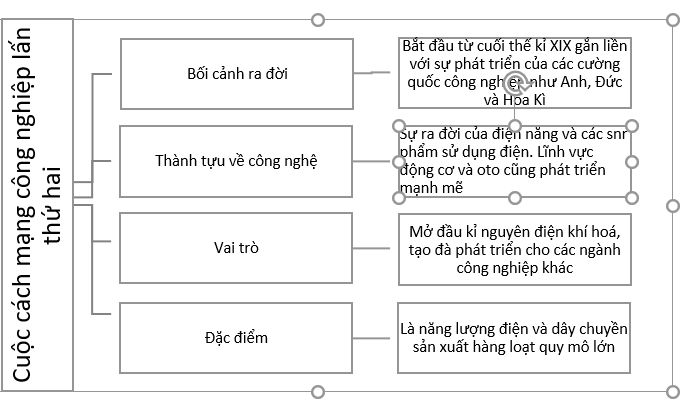 Cuộc cách mạng công nghiệp lấn
thứ hai
Bối cảnh ra đời
Bắt đầu từ cuối thế kỉ XIX gắn liền
với sự phát triển của các cường
quốc công nghiệp như Anh, Đức
và Hoa Kì
Thành tựu về công nghệ
Sự ra đời của điện năng và các snr
phẩm sử dụng điện. Lĩnh vực
động cơ và oto cũng phát triển
mạnh mẽ
Vai trò
Mở đầu kỉ nguyên điện khí hoá,
tạo đà phát triển cho các ngành
công nghiệp khác
Đặc điểm
Là năng lượng điện và dây chuyền
sản xuất hàng loạt quy mô lớn